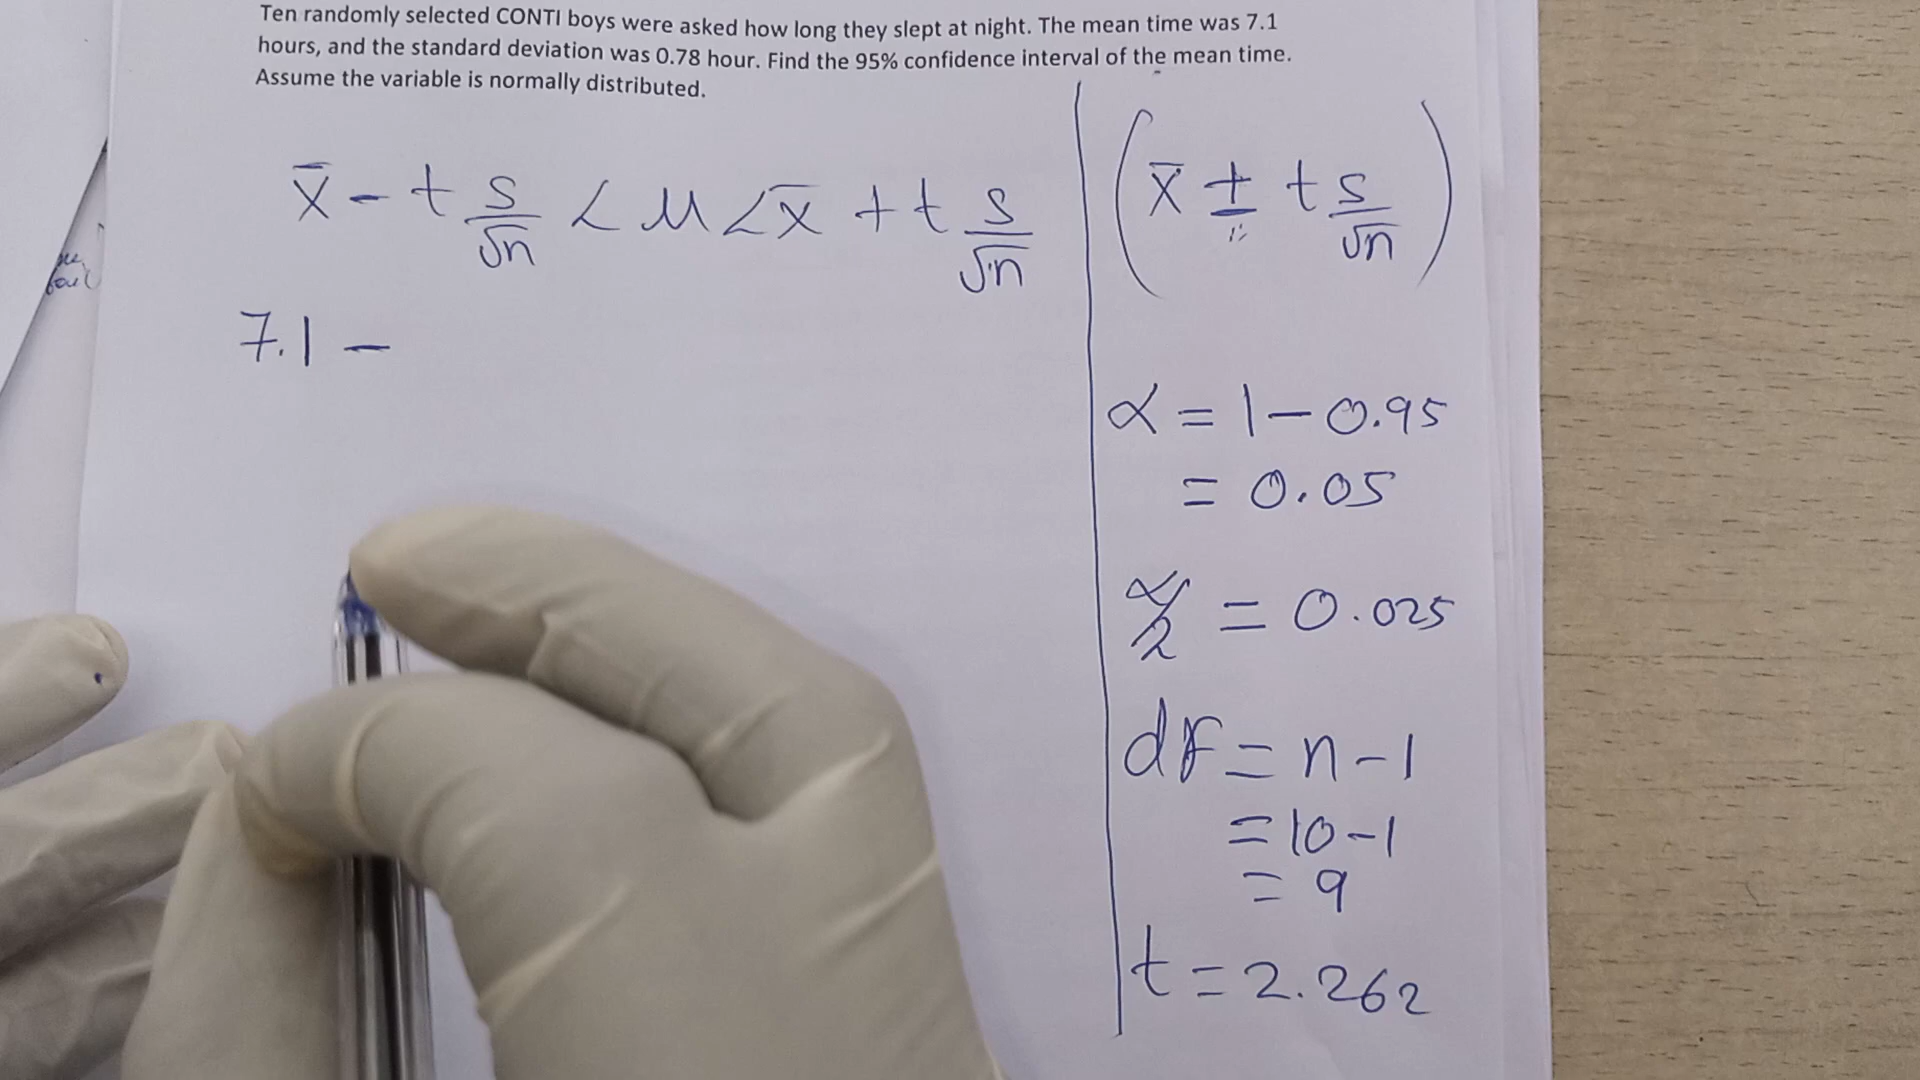 Ten randomly selected CONTI boys were asked how long they slept at night. The mean time was 7.1
hours, and the standard deviation was 0.78 hour. Find the 95% confidence interval of the mean time.
Assume the variable is normally distributed.
x̄ - t s/√n < μ < x̄ + t s/√n
7.1 -
(x̄ ± t s/√n)
α = 1 - 0.95
= 0.05
α/2 = 0.025
dF = n - 1
= 10 - 1
= 9
t = 2.262